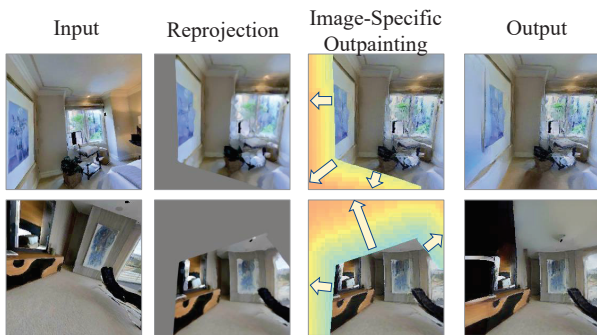 Input
Reprojection
Image-Specific
Outpainting
Output